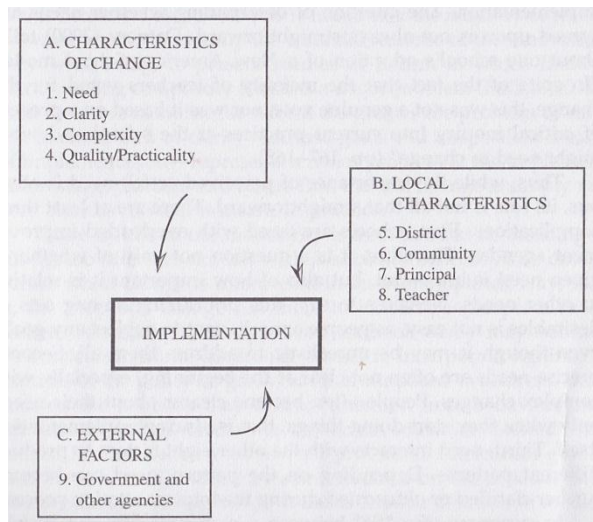 A. CHARACTERISTICS
OF CHANGE
1. Need
2. Clarity
3. Complexity
4. Quality/Practicality
B. LOCAL
CHARACTERISTICS
5. District
6. Community
7. Principal
8. Teacher
IMPLEMENTATION
C. EXTERNAL
FACTORS
9. Government and
other agencies